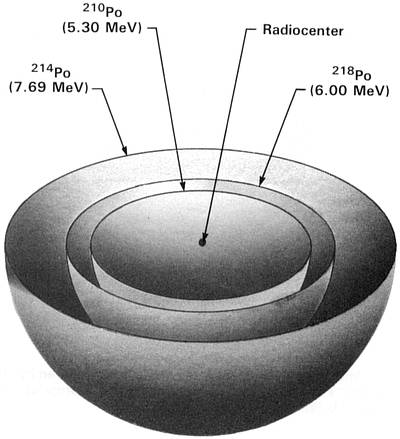 ²¹⁰Po
(5.30 MeV)
Radiocenter
²¹⁴Po
(7.69 MeV)
²¹⁸Po
(6.00 MeV)